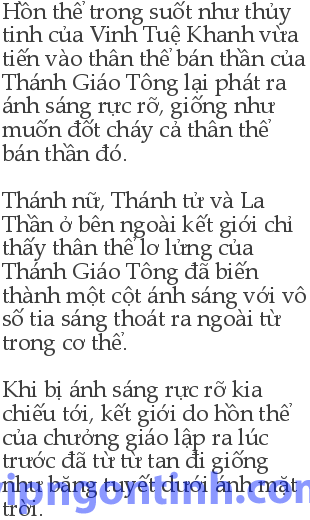 Hồn thể trong suốt như thủy
tinh của Vinh Tuệ Khanh vừa
tiến vào thân thể bán thần của
Thánh Giáo Tông lại phát ra
ánh sáng rực rỡ, giống như
muốn đốt cháy cả thân thể
bán thần đó.
Thánh nữ, Thánh tử và La
Thần ở bên ngoài kết giới chỉ
thấy thân thể lơ lửng của
Thánh Giáo Tông đã biến
thành một cột ánh sáng với vô
số tia sáng thoát ra ngoài từ
trong cơ thể.
Khi bị ánh sáng rực rỡ kia
chiếu tới, kết giới do hồn thể
của chưởng giáo lập ra lúc
trước đã từ từ tan đi giống
như băng tuyết dưới ánh mặt
trời.